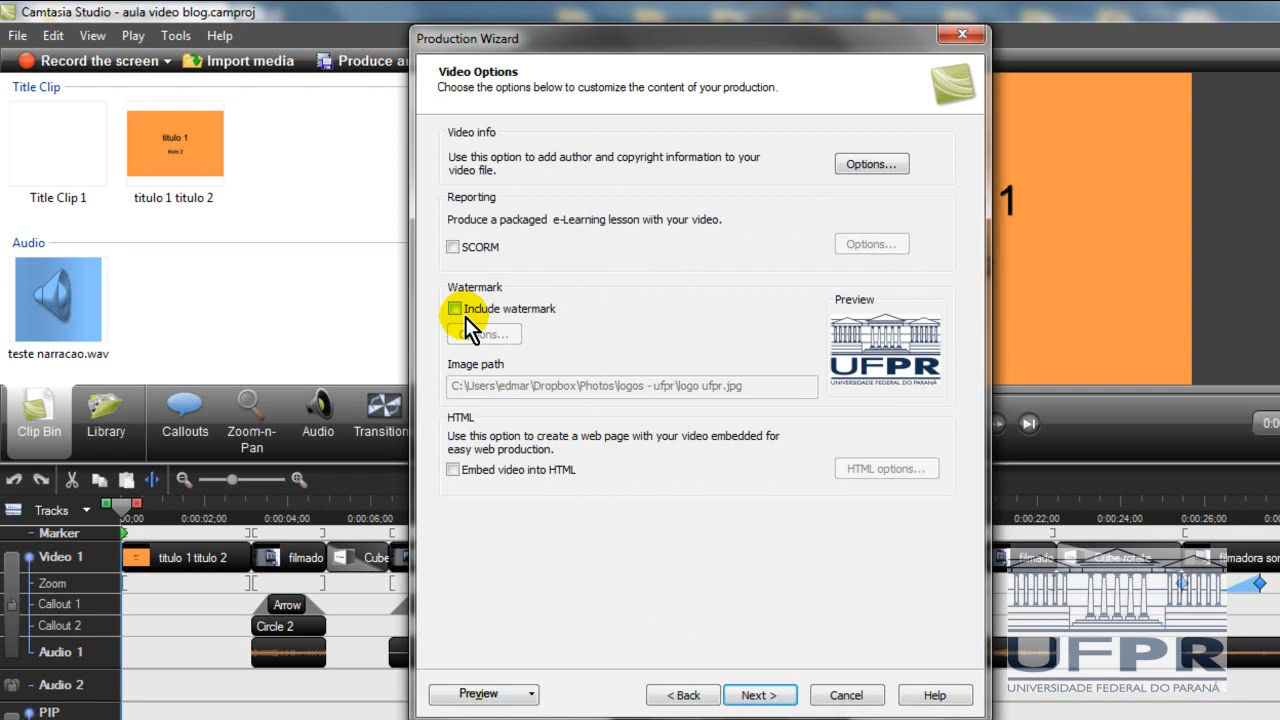 Camtasia Studio - aula video blog.camproj
File Edit View Play Tools Help
Record the screen Import media Produce a
Title Clip
titulo 1
titulo 2
Title Clip 1
titulo 1 titulo 2
Audio
teste narracao.wav
Clip Bin
Library
Callouts
Zoom-n-
Pan
Audio
Transition
Production Wizard
Video Options
Choose the options below to customize the content of your production.
Video info
Use this option to add author and copyright information to your
video file.
Options...
Reporting
Produce a packaged e-Learning lesson with your video.
SCORM
Options...
Watermark
Include watermark
Options...
Image path
C:\Users\edmar\Dropbox\Photos\logos - ufpr\logo ufpr.jpg
Preview
UFPR
UNIVERSIDADE FEDERAL DO PARANÁ
HTML
Use this option to create a web page with your video embedded for
easy web production.
Embed video into HTML
HTML options...
Preview
< Back
Next >
Cancel
Help
1
0:0
Tracks
00;00 0:00:02;00 0:00:04;00 0:00:06;00
0:00:22;00 0:00:24;00 0:00:26;00 0:00:2
Marker
Video 1
titulo 1 titulo 2
filmado
Cube
filmado
Cube rotate
filmadora son
Zoom
Callout 1
Arrow
Callout 2
Circle 2
Audio 1
Audio 2
PIP
UFPR
UNIVERSIDADE FEDERAL DO PARANÁ